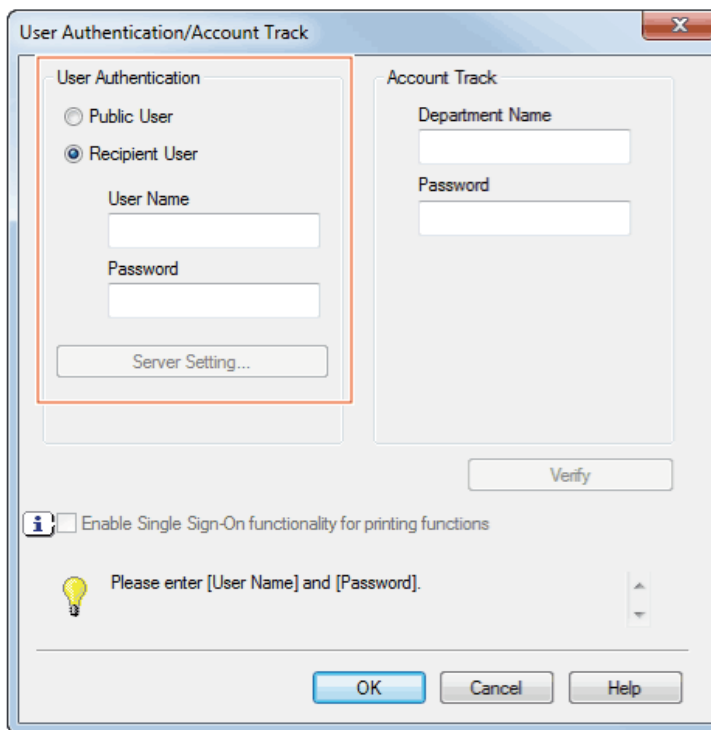 User Authentication/Account Track
User Authentication
Public User
Recipient User
User Name
Password
Server Setting...
Account Track
Department Name
Password
Verify
Enable Single Sign-On functionality for printing functions
Please enter [User Name] and [Password].
OK
Cancel
Help